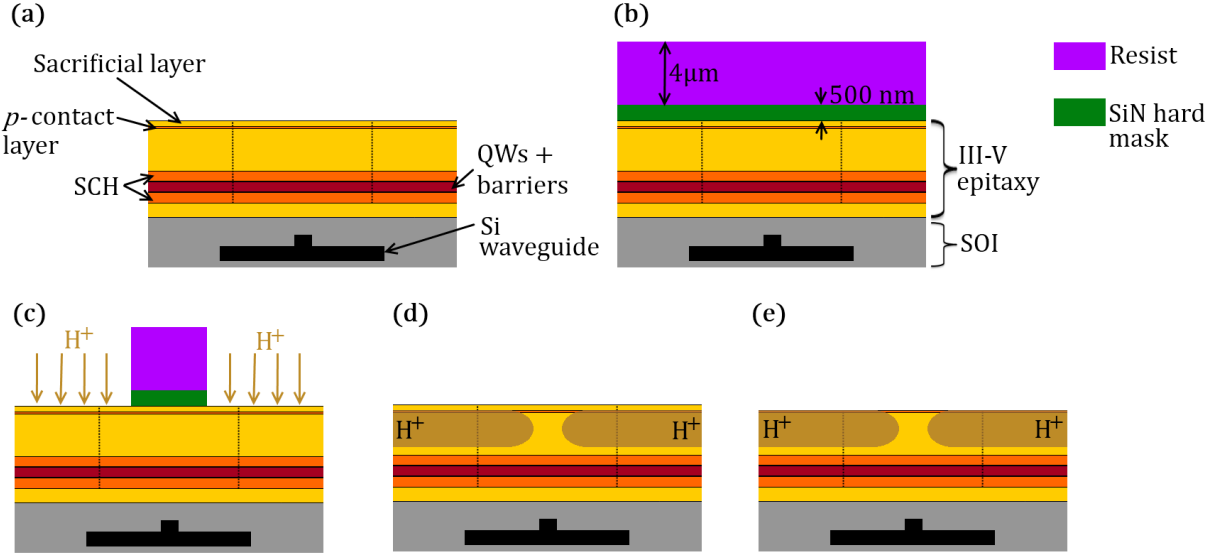 (a)
Sacrificial layer
p- contact
layer
SCH
QWs +
barriers
Si
waveguide
(b)
4μm
500 nm
III-V
epitaxy
SOI
Resist
SiN hard
mask
(c)
H+
H+
(d)
H+
H+
(e)
H+
H+